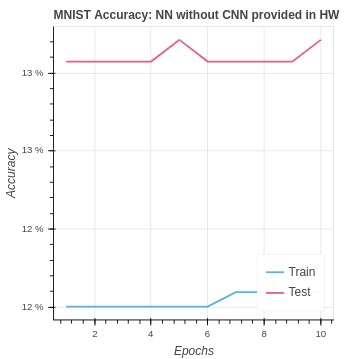 MNIST Accuracy: NN without CNN provided in HW
13 %
13 %
12 %
12 %
Accuracy
Train
Test
2
4
6
8
10
Epochs